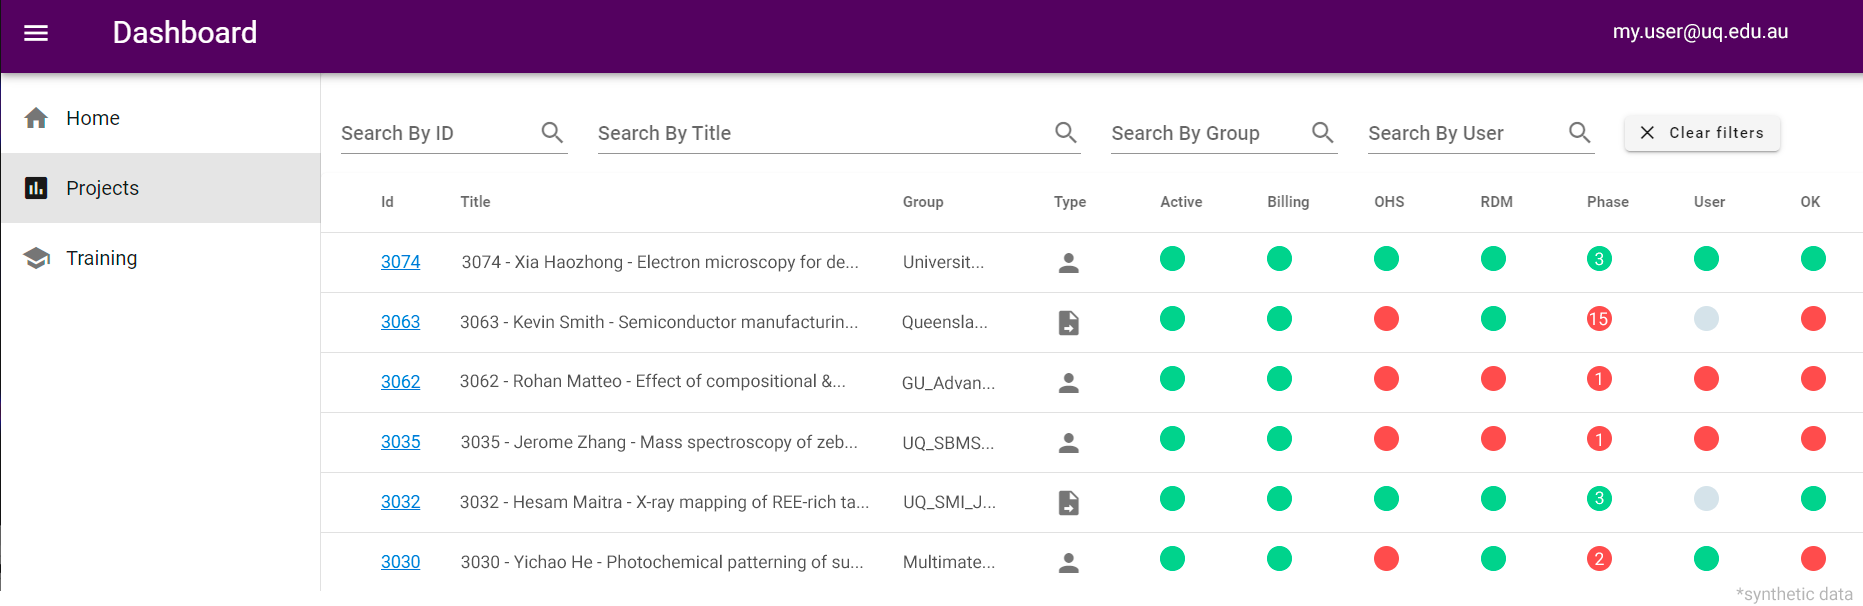 Dashboard my.user@uq.edu.au
Home
Projects
Training
Search By ID Search By Title Search By Group Search By User Clear filters
Id Title Group Type Active Billing OHS RDM Phase User OK
3074 3074 - Xia Haozhong - Electron microscopy for de... Universit... 3
3063 3063 - Kevin Smith - Semiconductor manufacturin... Queensla... 15
3062 3062 - Rohan Matteo - Effect of compositional &... GU_Advan... 1
3035 3035 - Jerome Zhang - Mass spectroscopy of zeb... UQ_SBMS... 1
3032 3032 - Hesam Maitra - X-ray mapping of REE-rich ta... UQ_SMI_J... 3
3030 3030 - Yichao He - Photochemical patterning of su... Multimate... 2
*synthetic data